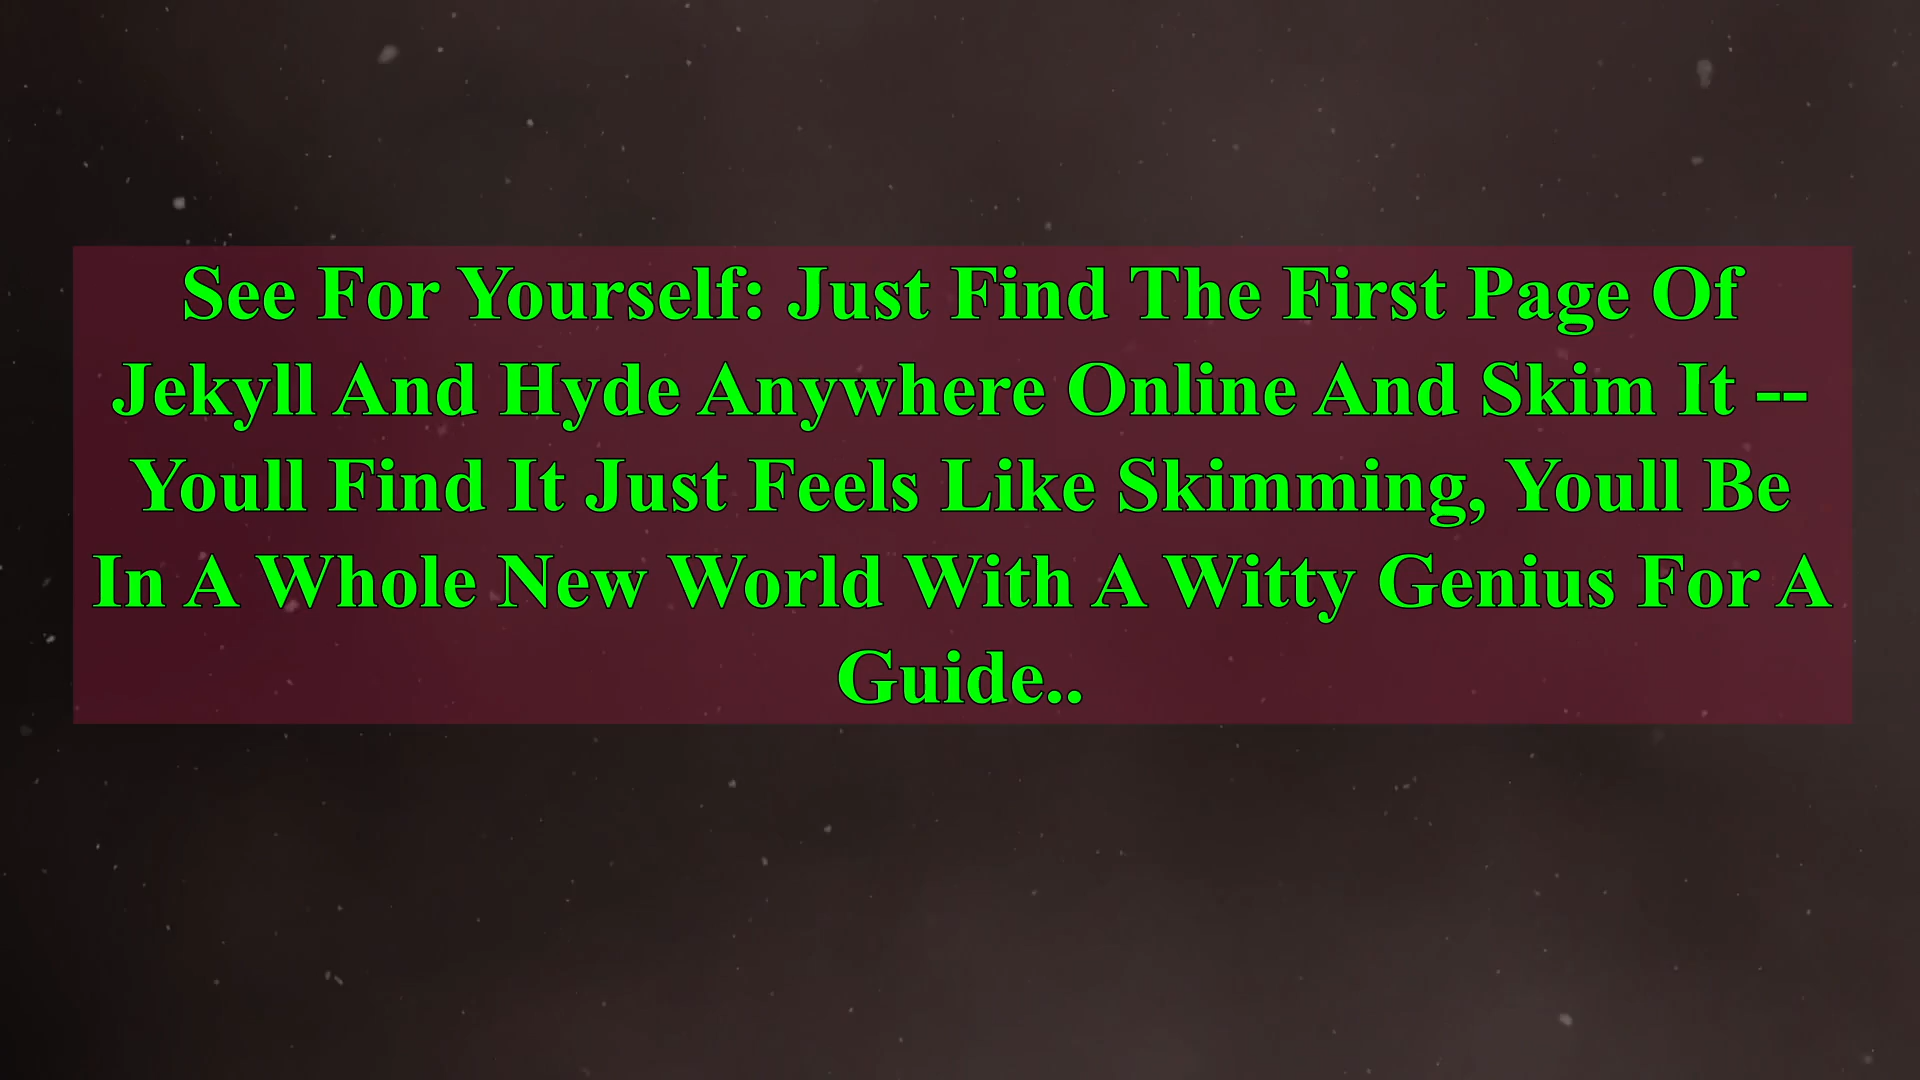 See For Yourself: Just Find The First Page Of
Jekyll And Hyde Anywhere Online And Skim It --
Youll Find It Just Feels Like Skimming, Youll Be
In A Whole New World With A Witty Genius For A
Guide..